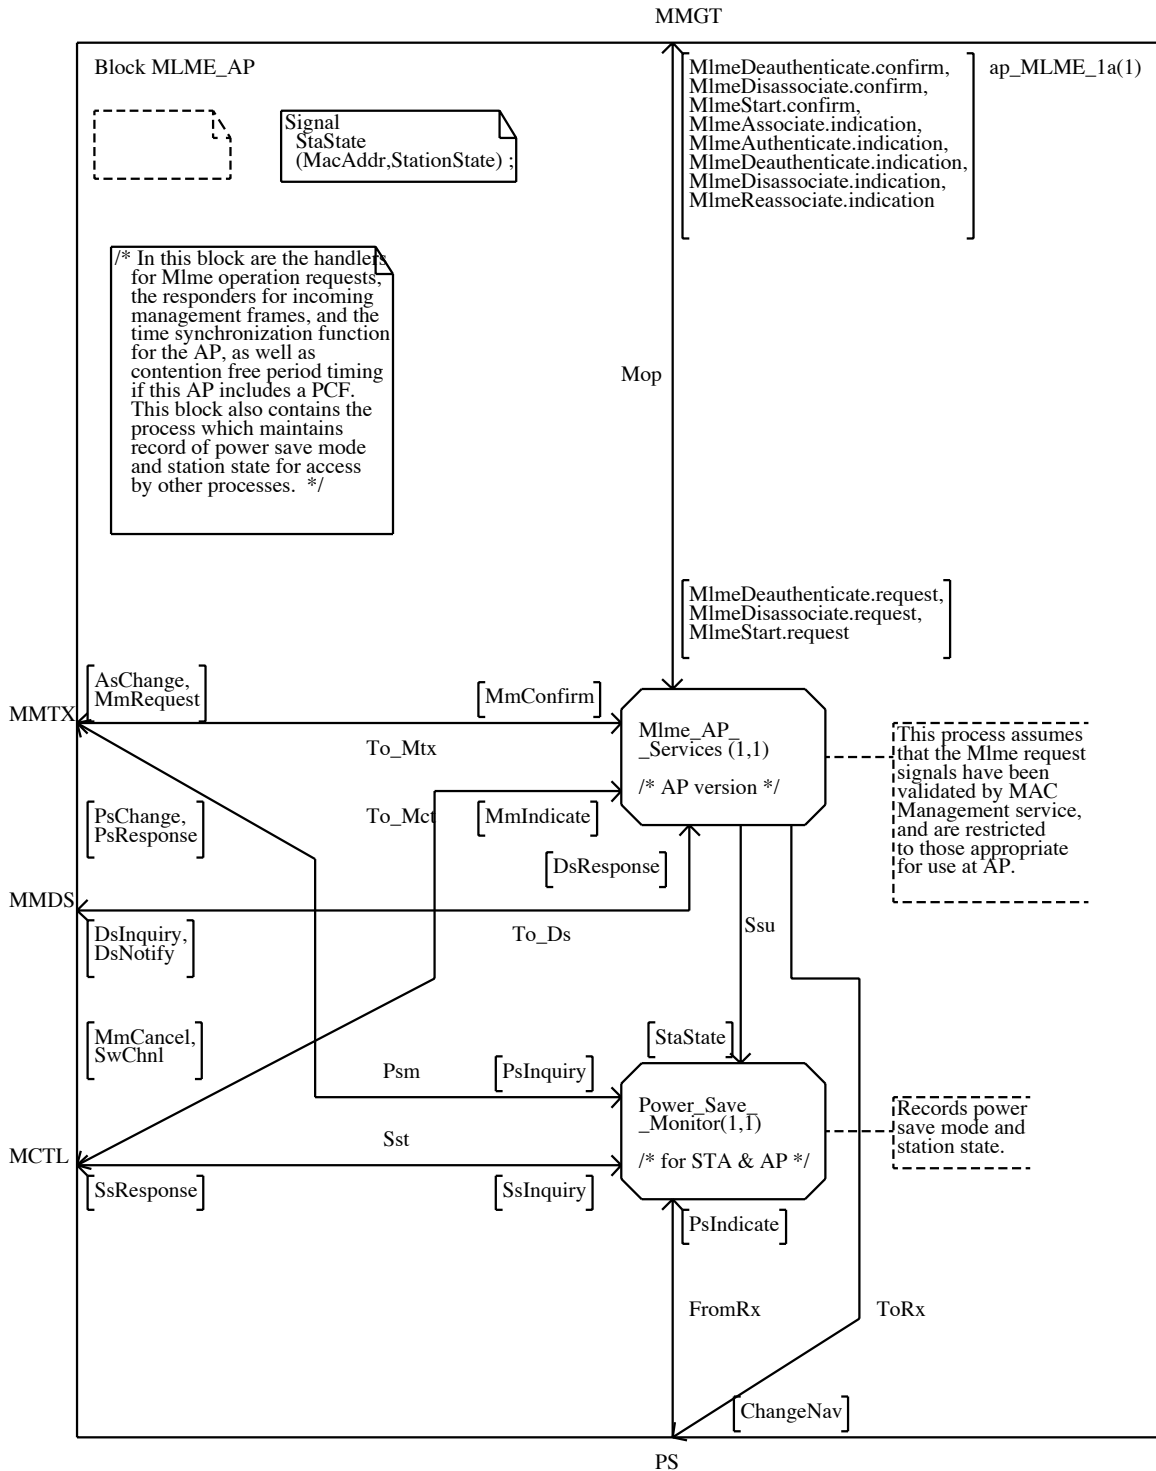 MMGT
Block MLME_AP
ap_MLME_1a(1)
MlmeDeauthenticate.confirm,
MlmeDisassociate.confirm,
MlmeStart.confirm,
MlmeAssociate.indication,
MlmeAuthenticate.indication,
MlmeDeauthenticate.indication,
MlmeDisassociate.indication,
MlmeReassociate.indication
Signal
StaState
(MacAddr,StationState) ;
/* In this block are the handlers
for Mlme operation requests,
the responders for incoming
management frames, and the
time synchronization function
for the AP, as well as
contention free period timing
if this AP includes a PCF.
This block also contains the
process which maintains
record of power save mode
and station state for access
by other processes.  */
Mop
MlmeDeauthenticate.request,
MlmeDisassociate.request,
MlmeStart.request
AsChange,
MmRequest
MmConfirm
MMTX
To_Mtx
Mlme_AP_
_Services (1,1)
/* AP version */
This process assumes
that the Mlme request
signals have been
validated by MAC
Management service,
and are restricted
to those appropriate
for use at AP.
PsChange,
PsResponse
To_Mct
MmIndicate
DsResponse
MMDS
DsInquiry,
DsNotify
To_Ds
Ssu
MmCancel,
SwChnl
StaState
Psm
PsInquiry
Power_Save_
_Monitor(1,1)
/* for STA & AP */
Records power
save mode and
station state.
Sst
MCTL
SsResponse
SsInquiry
PsIndicate
FromRx
ToRx
ChangeNav
PS